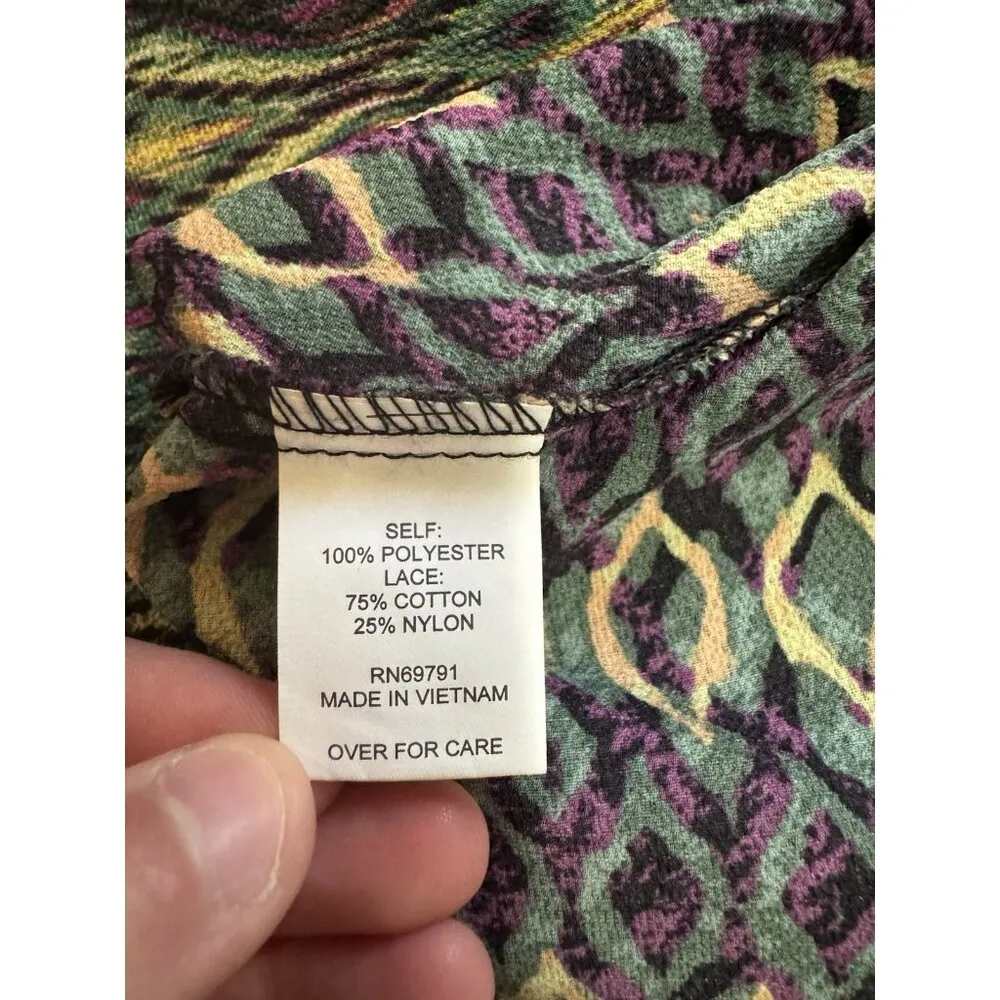 SELF:
100% POLYESTER
LACE:
75% COTTON
25% NYLON
RN69791
MADE IN VIETNAM
OVER FOR CARE